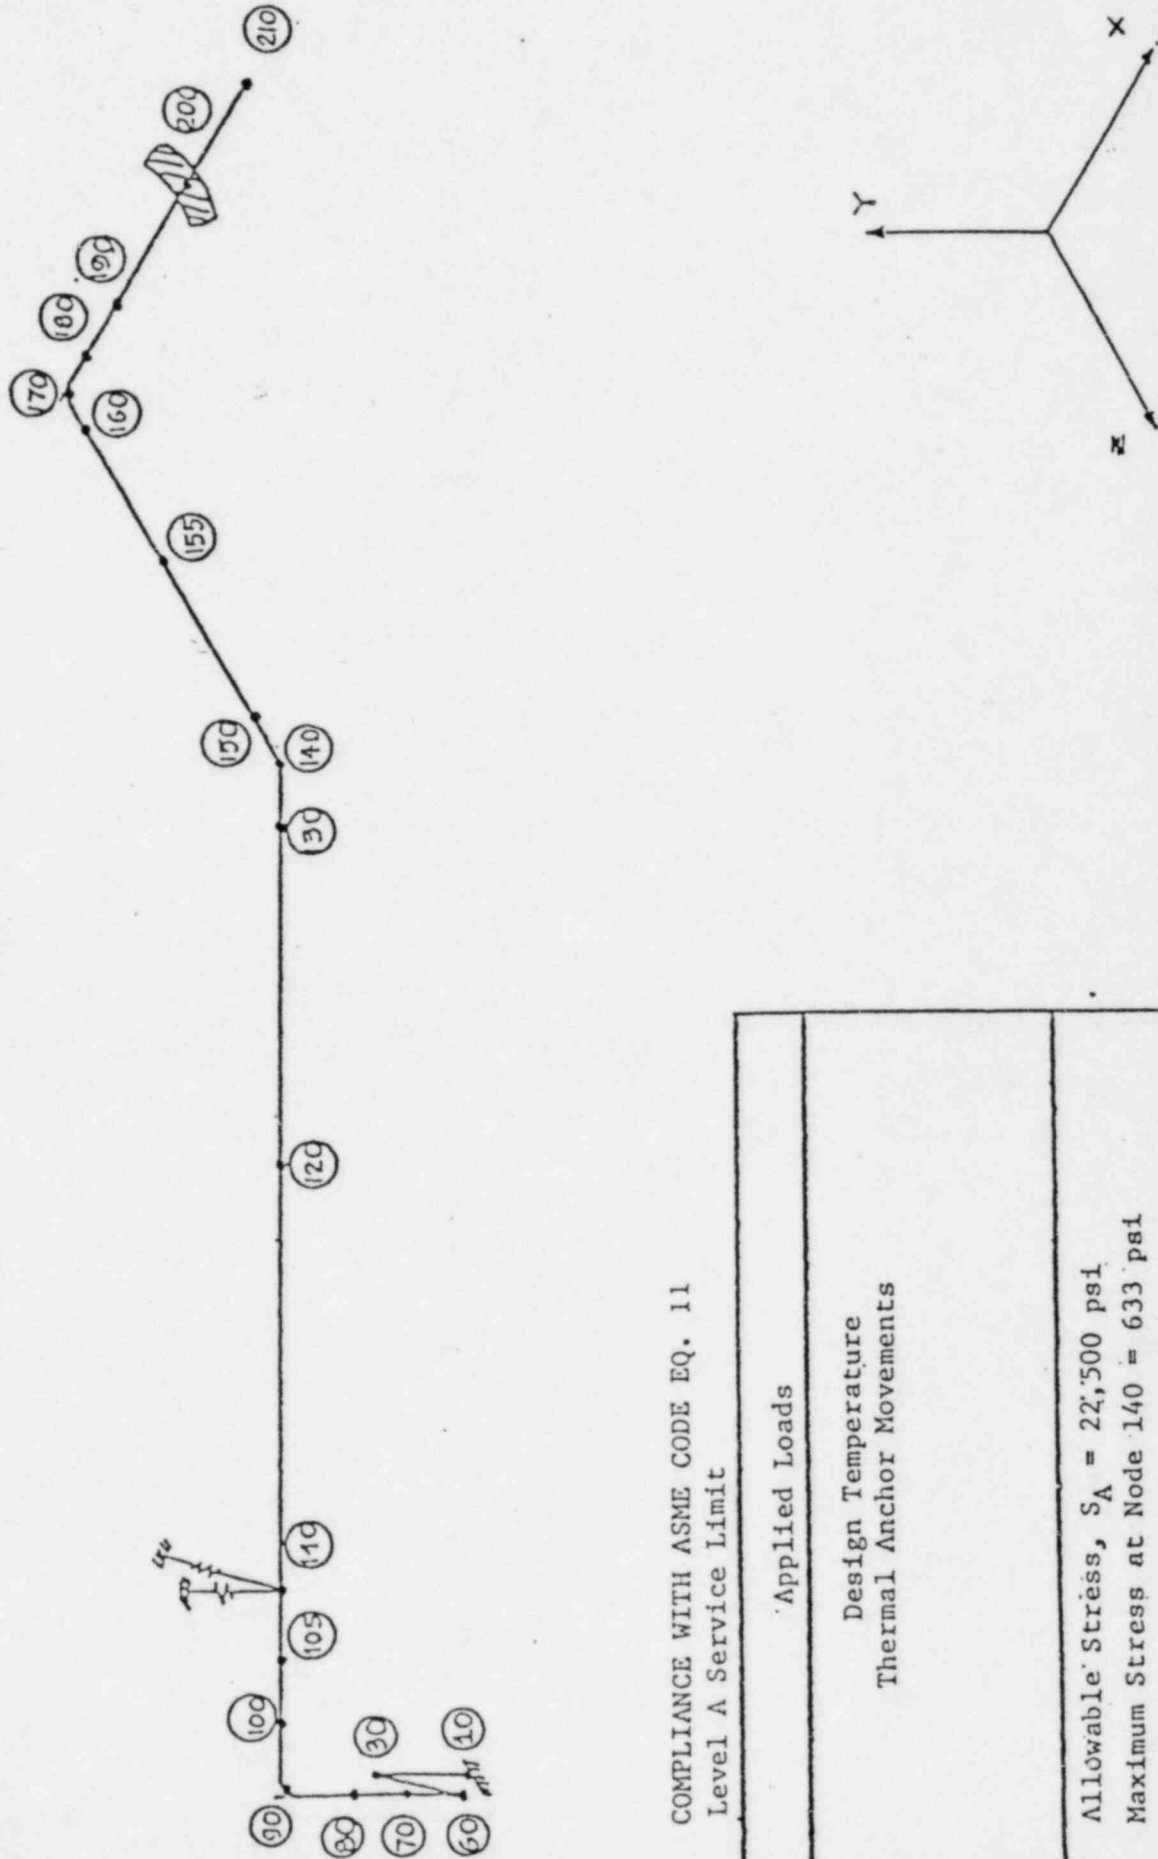 210
200
190
180
170
160
155
150
140
130
120
110
105
100
90
80
70
60
30
10
Y
X
Z
COMPLIANCE WITH ASME CODE EQ. 11
Level A Service Limit
Applied Loads
Design Temperature
Thermal Anchor Movements
Allowable Stress, SA = 22,500 psi
Maximum Stress at Node 140 = 633 psi